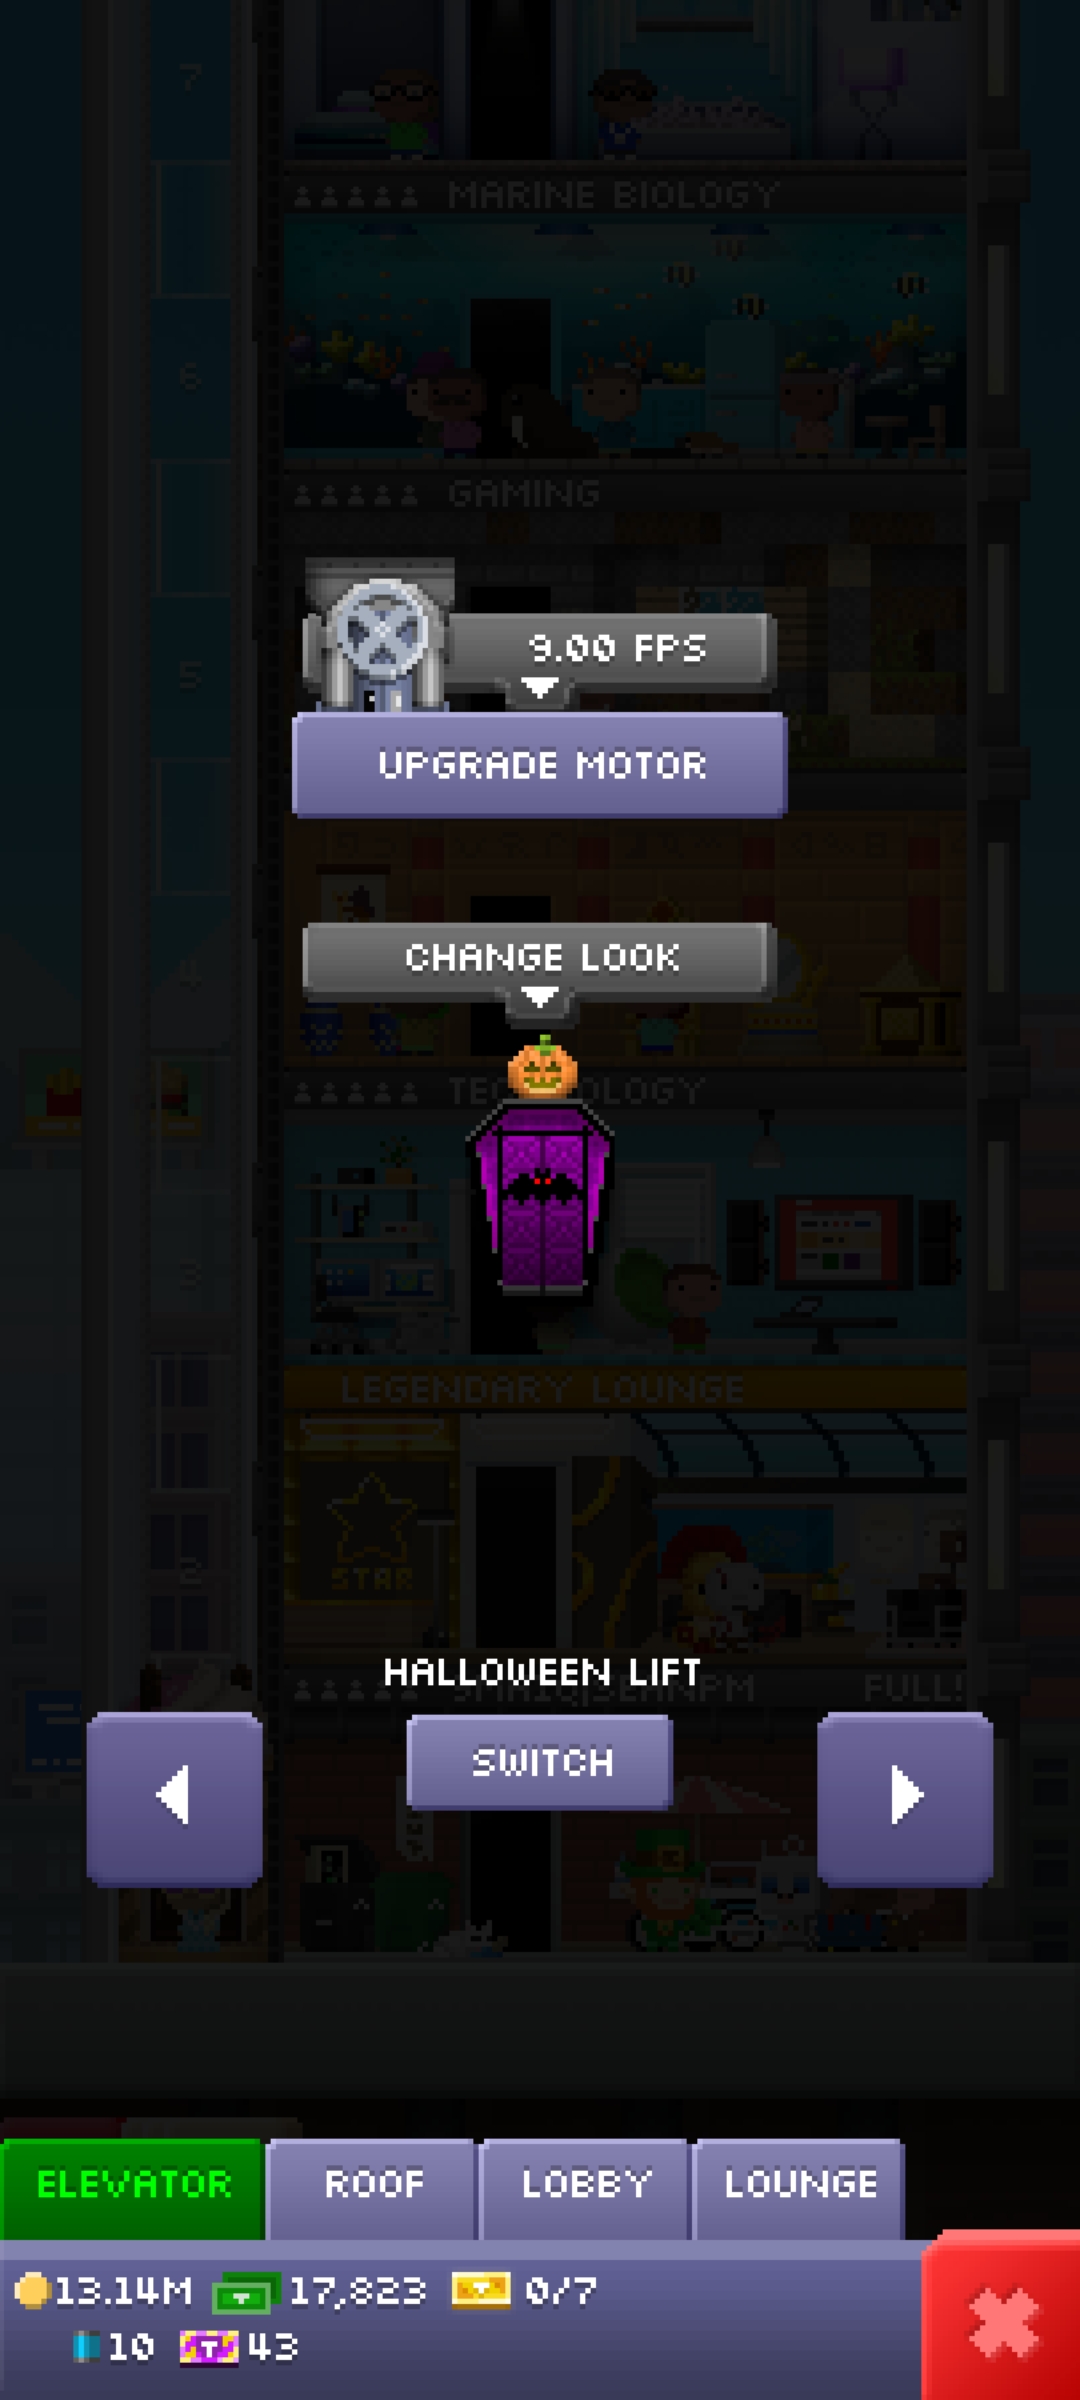 7
MARINE BIOLOGY
6
GAMING
9.00 FPS
5
UPGRADE MOTOR
CHANGE LOOK
4
3
LEGENDARY LOUNGE
STAR
2
HALLOWEEN LIFT
FULL!
SWITCH
ELEVATOR
ROOF
LOBBY
LOUNGE
13.14M
17,823
0/7
10
43